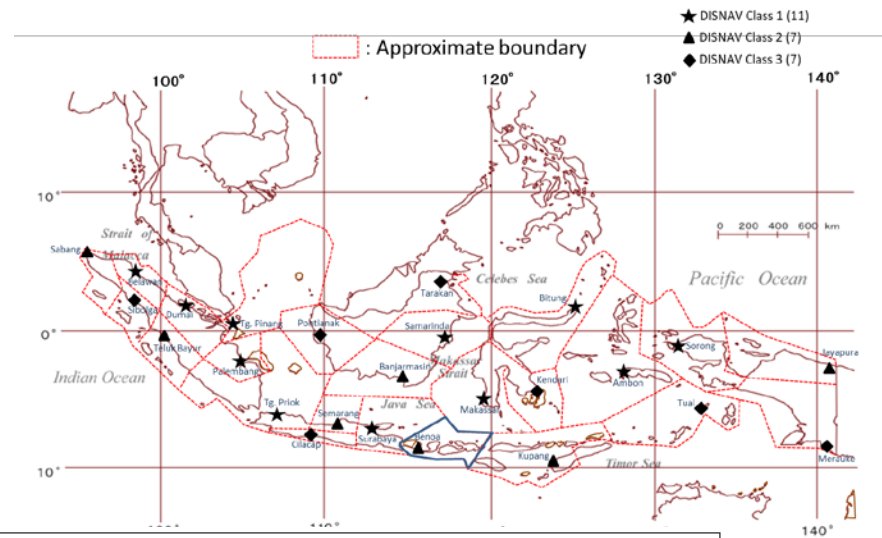 ★ DISNAV Class 1 (11)
▲ DISNAV Class 2 (7)
◆ DISNAV Class 3 (7)
: Approximate boundary
100° 110° 120° 130° 140°
10°
0 200 400 600 km
Strait of
Malacca
Sabang
Belawan
Celebes Sea
Pacific Ocean
Tarakan
Sibolga
Dumai
Bitung
Tg. Pinang
Pontianak
Samarinda
0°
Teluk Bayur
Sorong
Jayapura
Palembang
Makassar
Strait
Banjarmasin
Indian Ocean
Kendari
Ambon
Tg. Priok
Java Sea
Makassar
Tual
Semarang
Cilacap
Surabaya
Benoa
Kupang
Timor Sea
Merauke
10°
140°